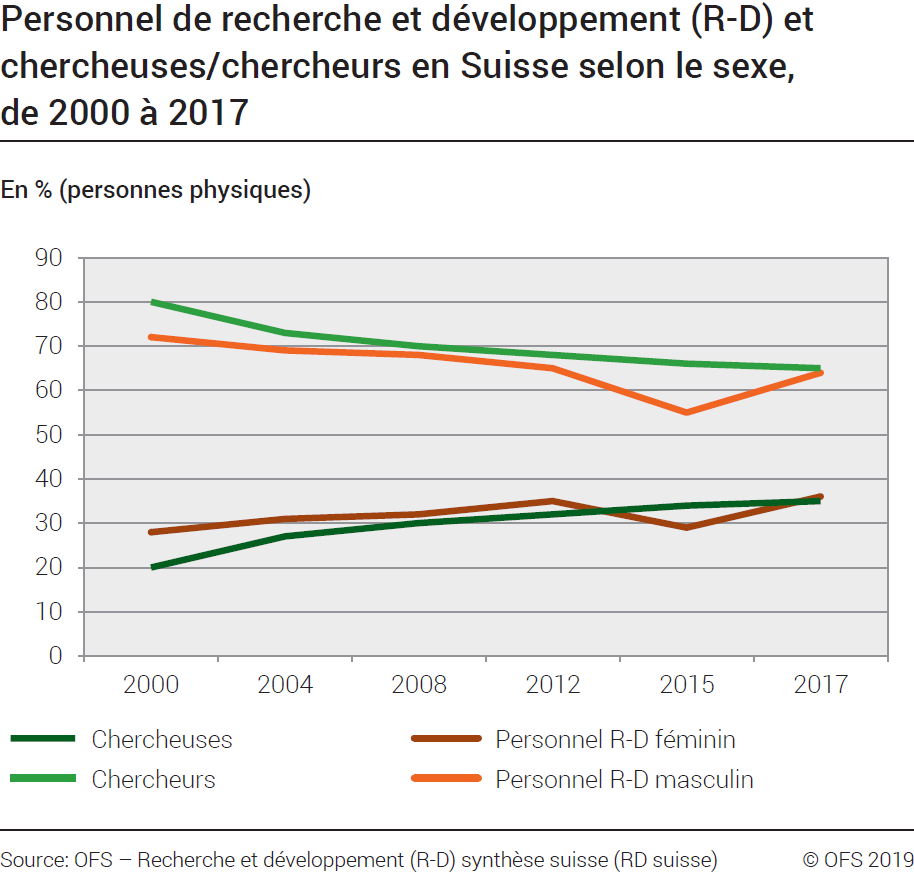 Personnel de recherche et développement (R-D) et
chercheuses/chercheurs en Suisse selon le sexe,
de 2000 à 2017
En % (personnes physiques)
90
80
70
60
50
40
30
20
10
0
2000 2004 2008 2012 2015 2017
Chercheuses Personnel R-D féminin
Chercheurs Personnel R-D masculin
Source: OFS – Recherche et développement (R-D) synthèse suisse (RD suisse) © OFS 2019